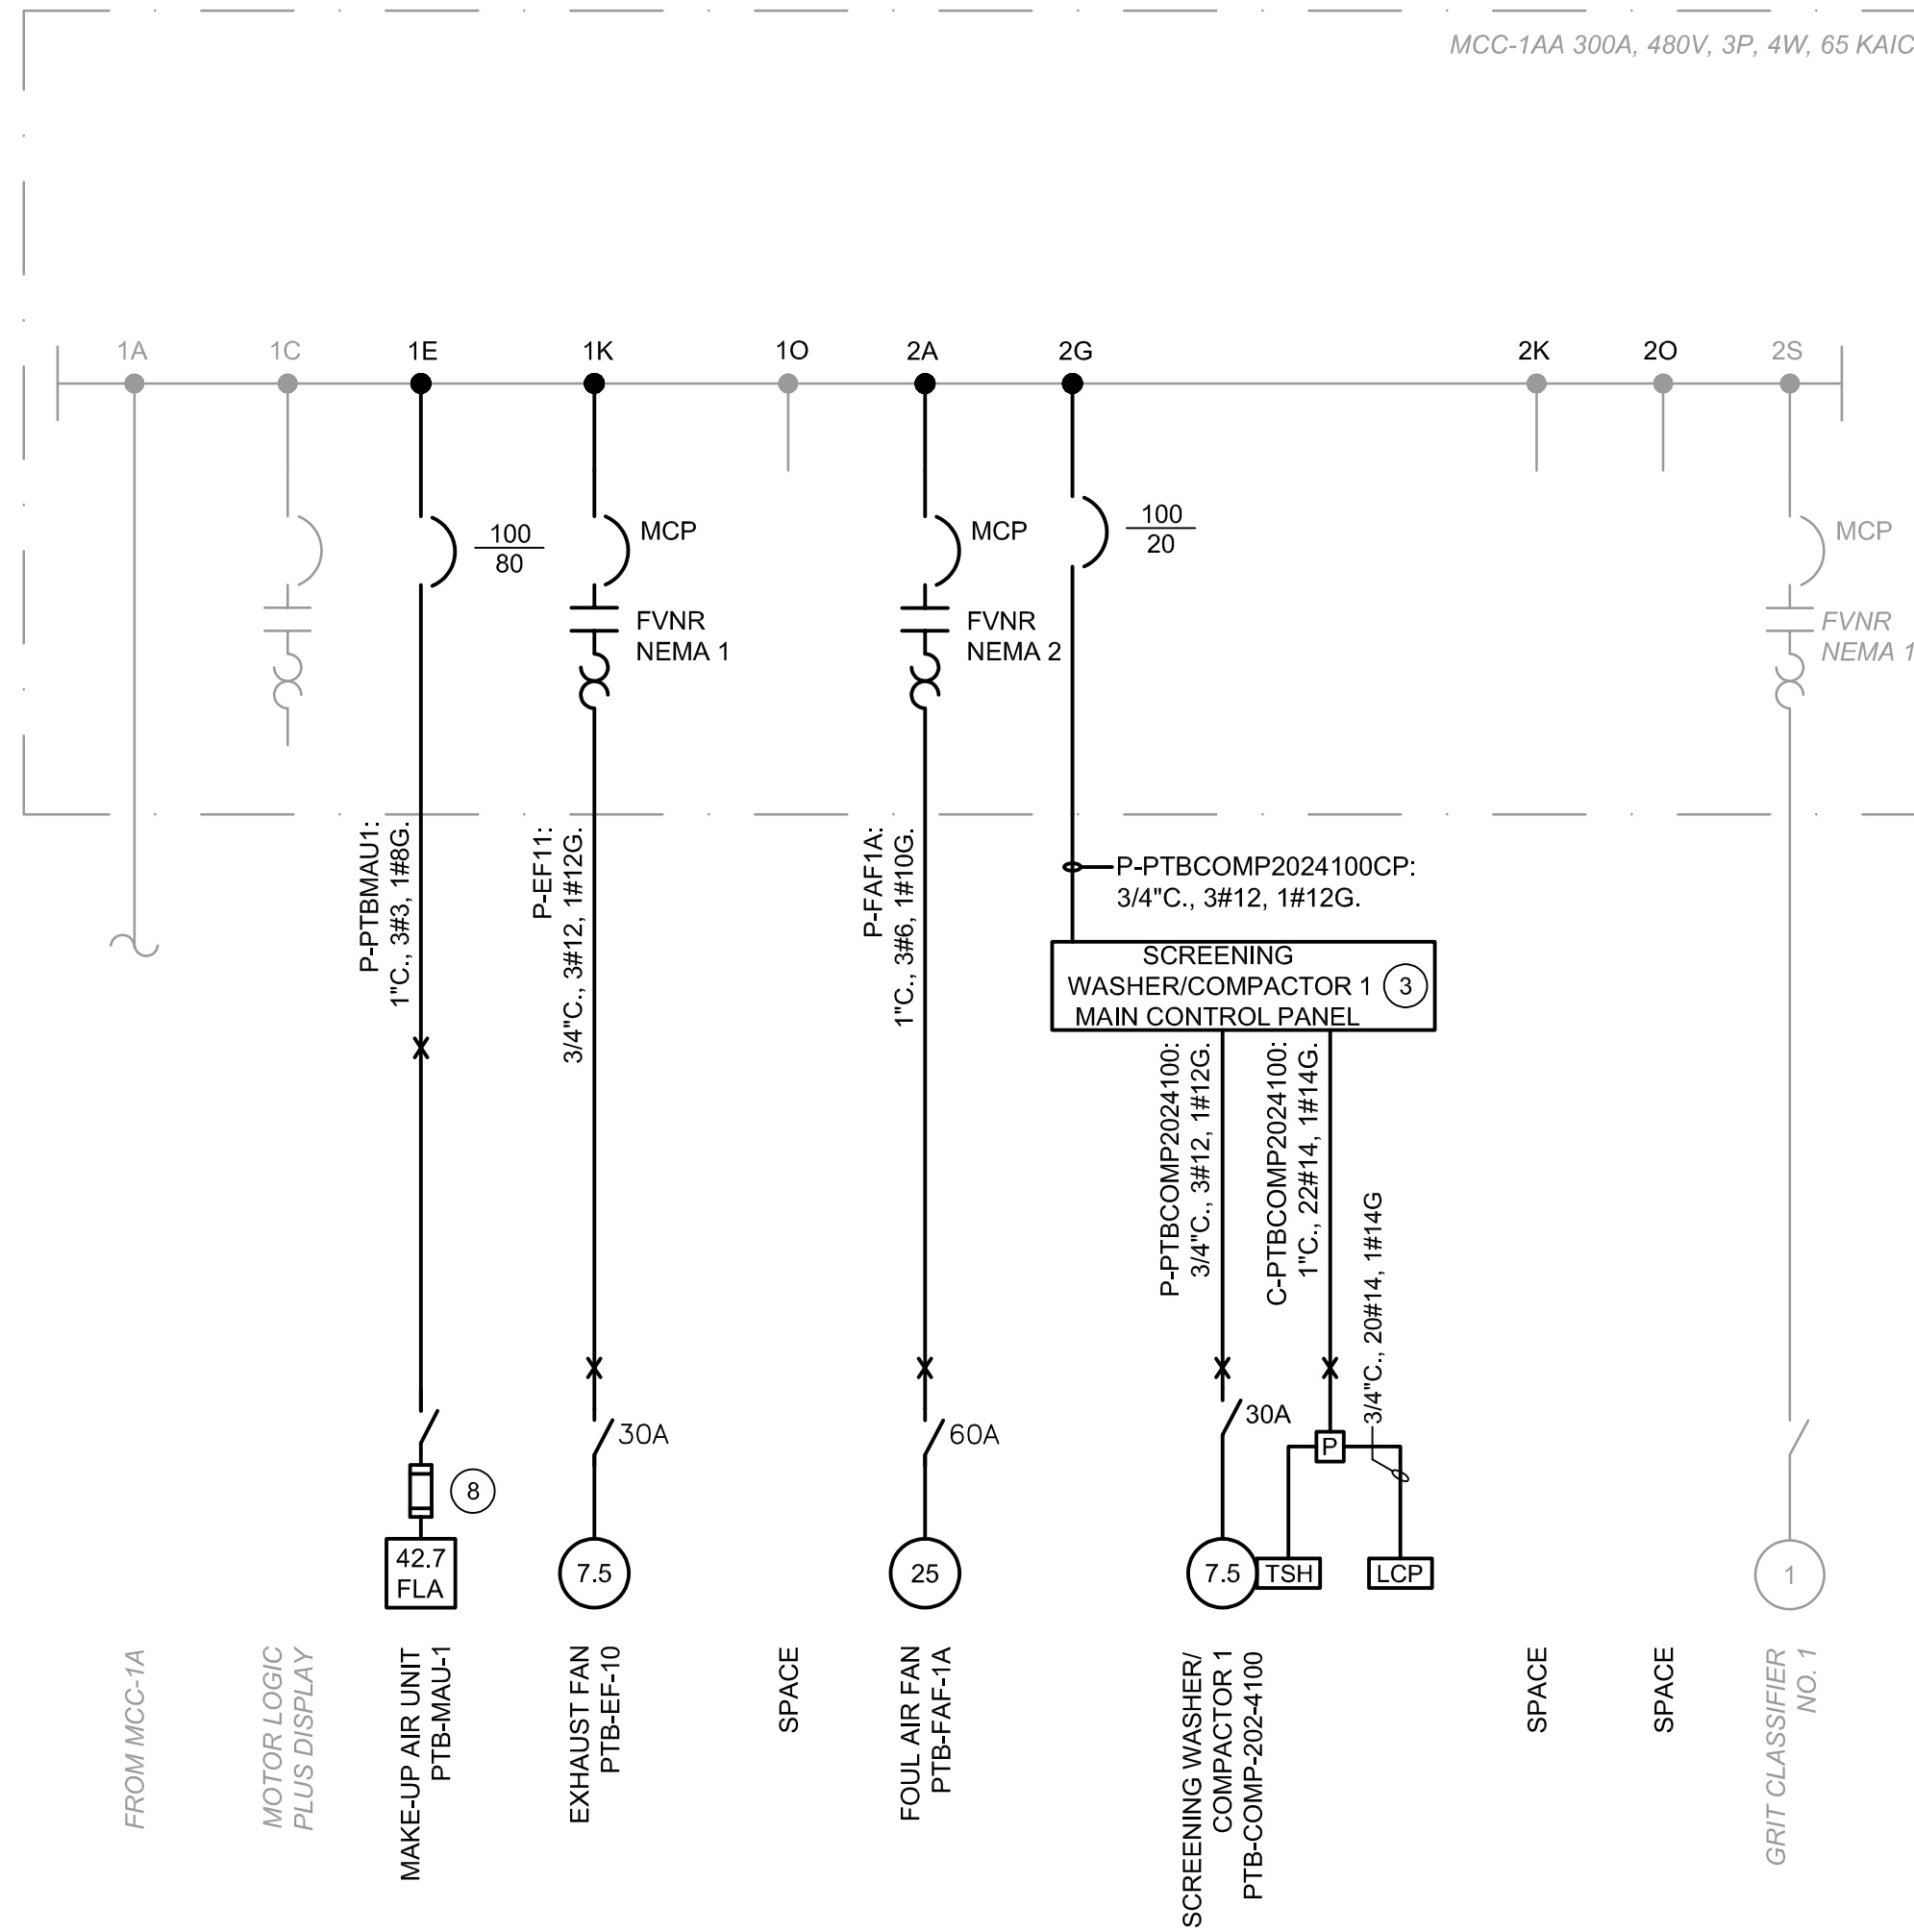 MCC-1AA 300A, 480V, 3P, 4W, 65 KAIC
1A
1C
1E
1K
1O
2A
2G
2K
2O
2S
100
80
MCP
MCP
100
20
MCP
FVNR
NEMA 1
FVNR
NEMA 2
FVNR
NEMA 1
P-PTBMAU1:
1"C., 3#3, 1#8G.
P-EF11:
3/4"C., 3#12, 1#12G.
P-FAF1A:
1"C., 3#6, 1#10G.
P-PTBCOMP2024100CP:
3/4"C., 3#12, 1#12G.
SCREENING
WASHER/COMPACTOR 1
MAIN CONTROL PANEL
3
P-PTBCOMP2024100:
3/4"C., 3#12, 1#12G.
C-PTBCOMP2024100:
1"C., 22#14, 1#14G.
3/4"C., 20#14, 1#14G
30A
60A
30A
P
8
42.7
FLA
7.5
25
7.5
TSH
LCP
1
FROM MCC-1A
MOTOR LOGIC
PLUS DISPLAY
MAKE-UP AIR UNIT
PTB-MAU-1
EXHAUST FAN
PTB-EF-10
SPACE
FOUL AIR FAN
PTB-FAF-1A
SCREENING WASHER/
COMPACTOR 1
PTB-COMP-202-4100
SPACE
SPACE
GRIT CLASSIFIER
NO. 1